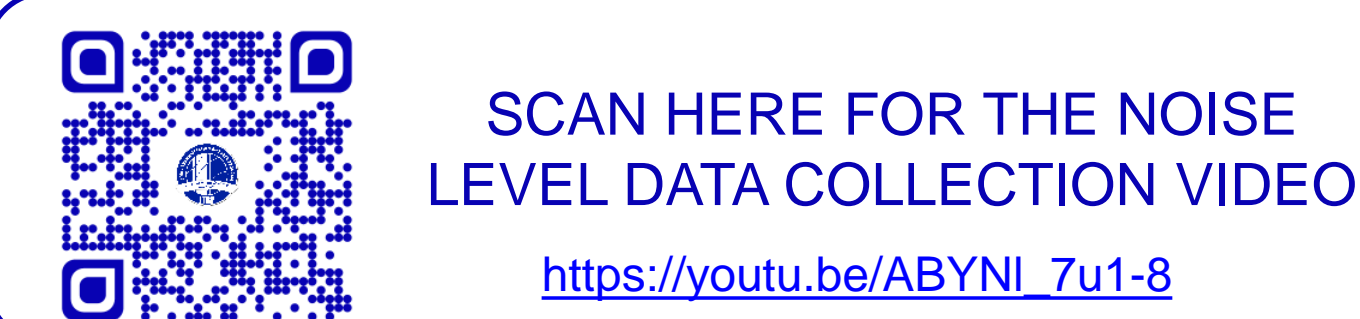 SCAN HERE FOR THE NOISE
LEVEL DATA COLLECTION VIDEO
https://youtu.be/ABYNl_7u1-8